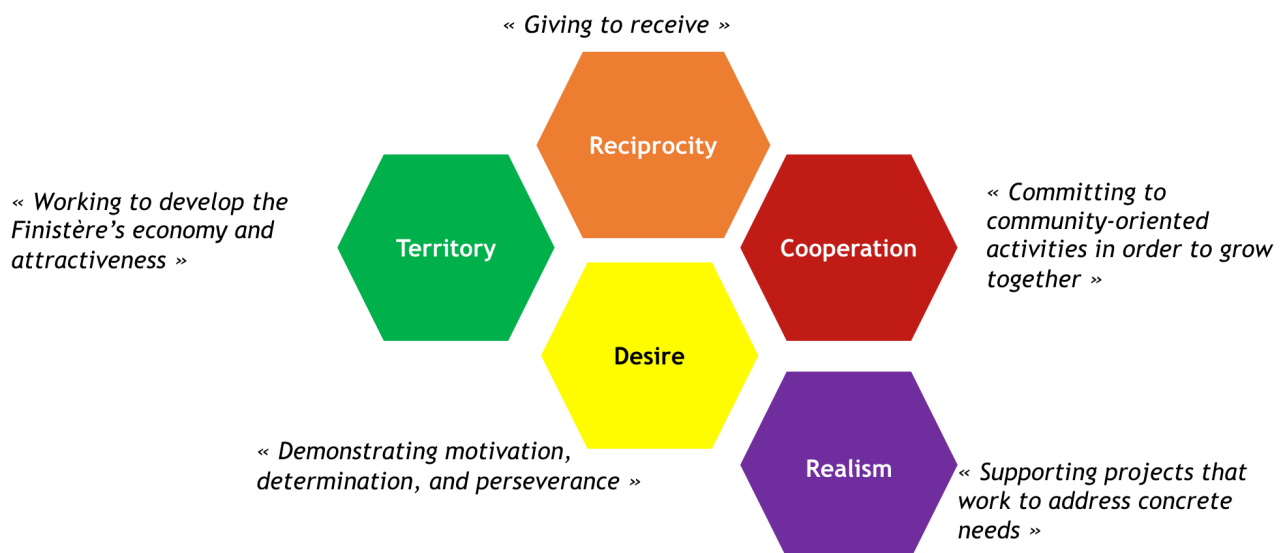 « Giving to receive »
Reciprocity
« Working to develop the
Finistère’s economy and
attractiveness »
Territory
Cooperation
« Committing to
community-oriented
activities in order to grow
together »
Desire
« Demonstrating motivation,
determination, and perseverance »
Realism
« Supporting projects that
work to address concrete
needs »